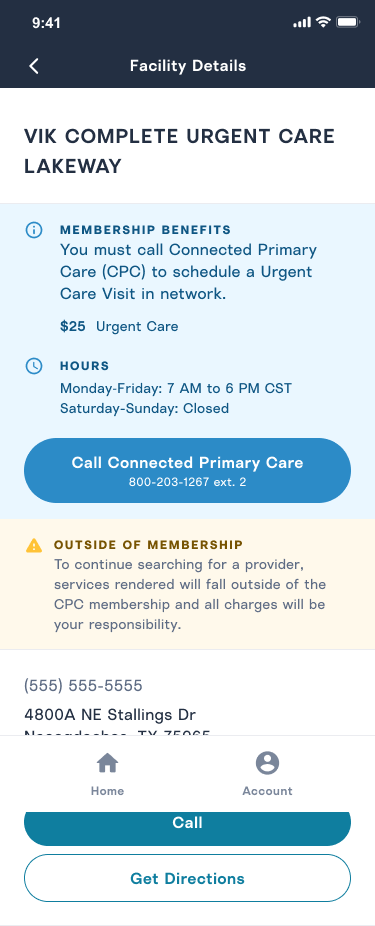 9:41
Facility Details
VIK COMPLETE URGENT CARE
LAKEWAY
MEMBERSHIP BENEFITS
You must call Connected Primary
Care (CPC) to schedule a Urgent
Care Visit in network.
$25 Urgent Care
HOURS
Monday-Friday: 7 AM to 6 PM CST
Saturday-Sunday: Closed
Call Connected Primary Care
800-203-1267 ext. 2
OUTSIDE OF MEMBERSHIP
To continue searching for a provider,
services rendered will fall outside of the
CPC membership and all charges will be
your responsibility.
(555) 555-5555
4800A NE Stallings Dr
Nacogdoches, TX 75965
Home
Account
Call
Get Directions